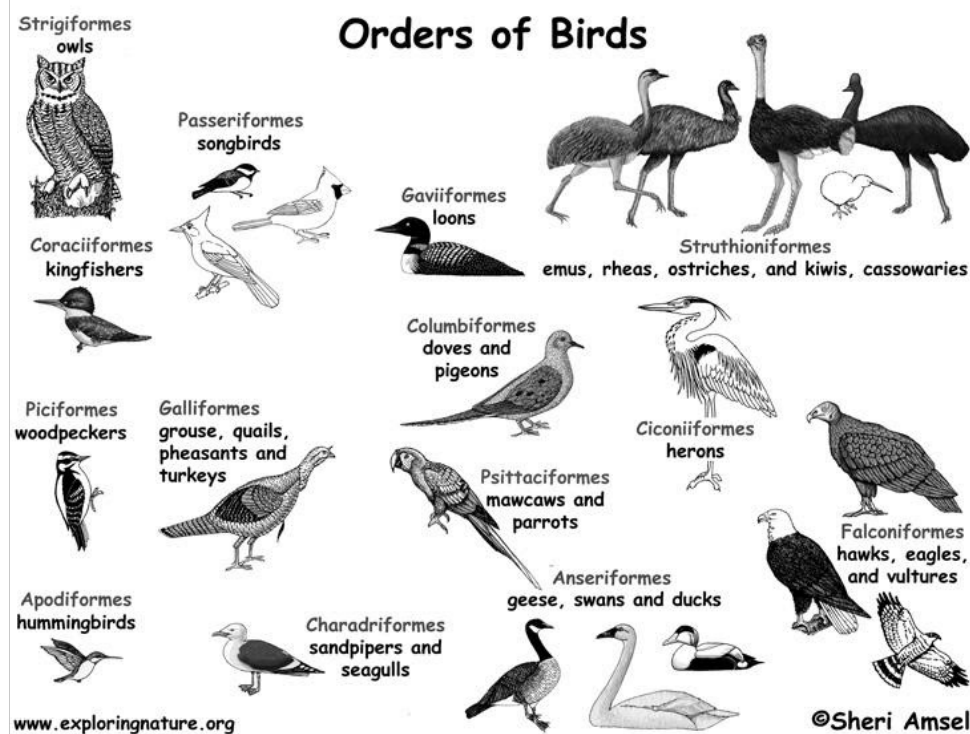 Orders of Birds
Strigiformes
owls
Passeriformes
songbirds
Gaviiformes
loons
Struthioniformes
emus, rheas, ostriches, and kiwis, cassowaries
Coraciiformes
kingfishers
Columbiformes
doves and
pigeons
Ciconiiformes
herons
Piciformes
woodpeckers
Galliformes
grouse, quails,
pheasants and
turkeys
Psittaciformes
mawcaws and
parrots
Falconiformes
hawks, eagles,
and vultures
Anseriformes
geese, swans and ducks
Apodiformes
hummingbirds
Charadriformes
sandpipers and
seagulls
www.exploringnature.org
©Sheri Amsel